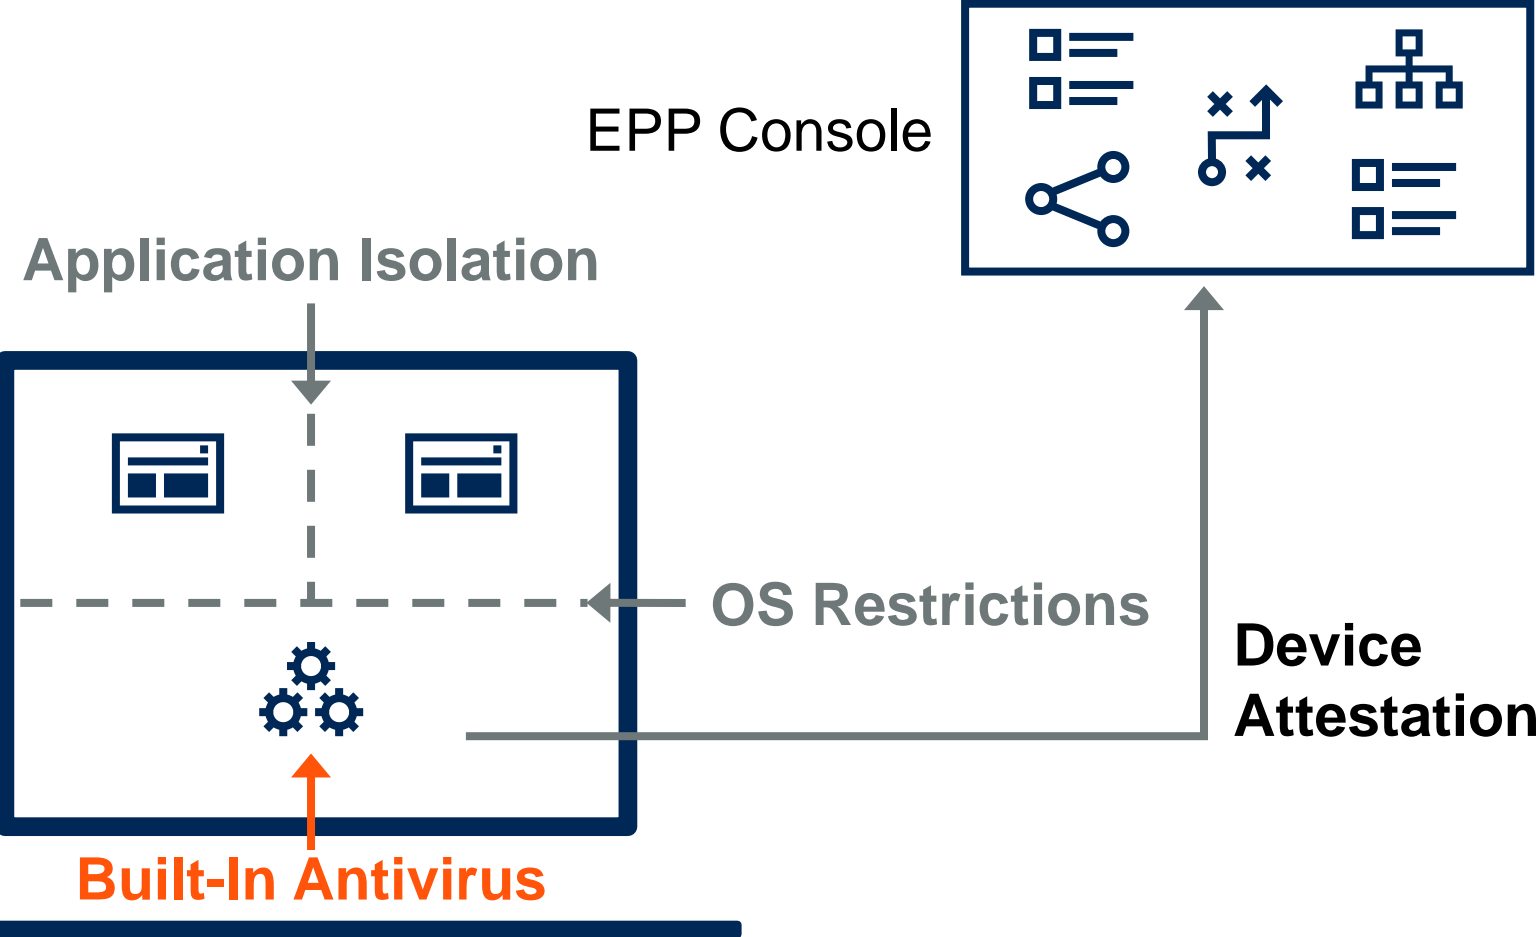 EPP Console
Application Isolation
OS Restrictions
Device
Attestation
Built-In Antivirus